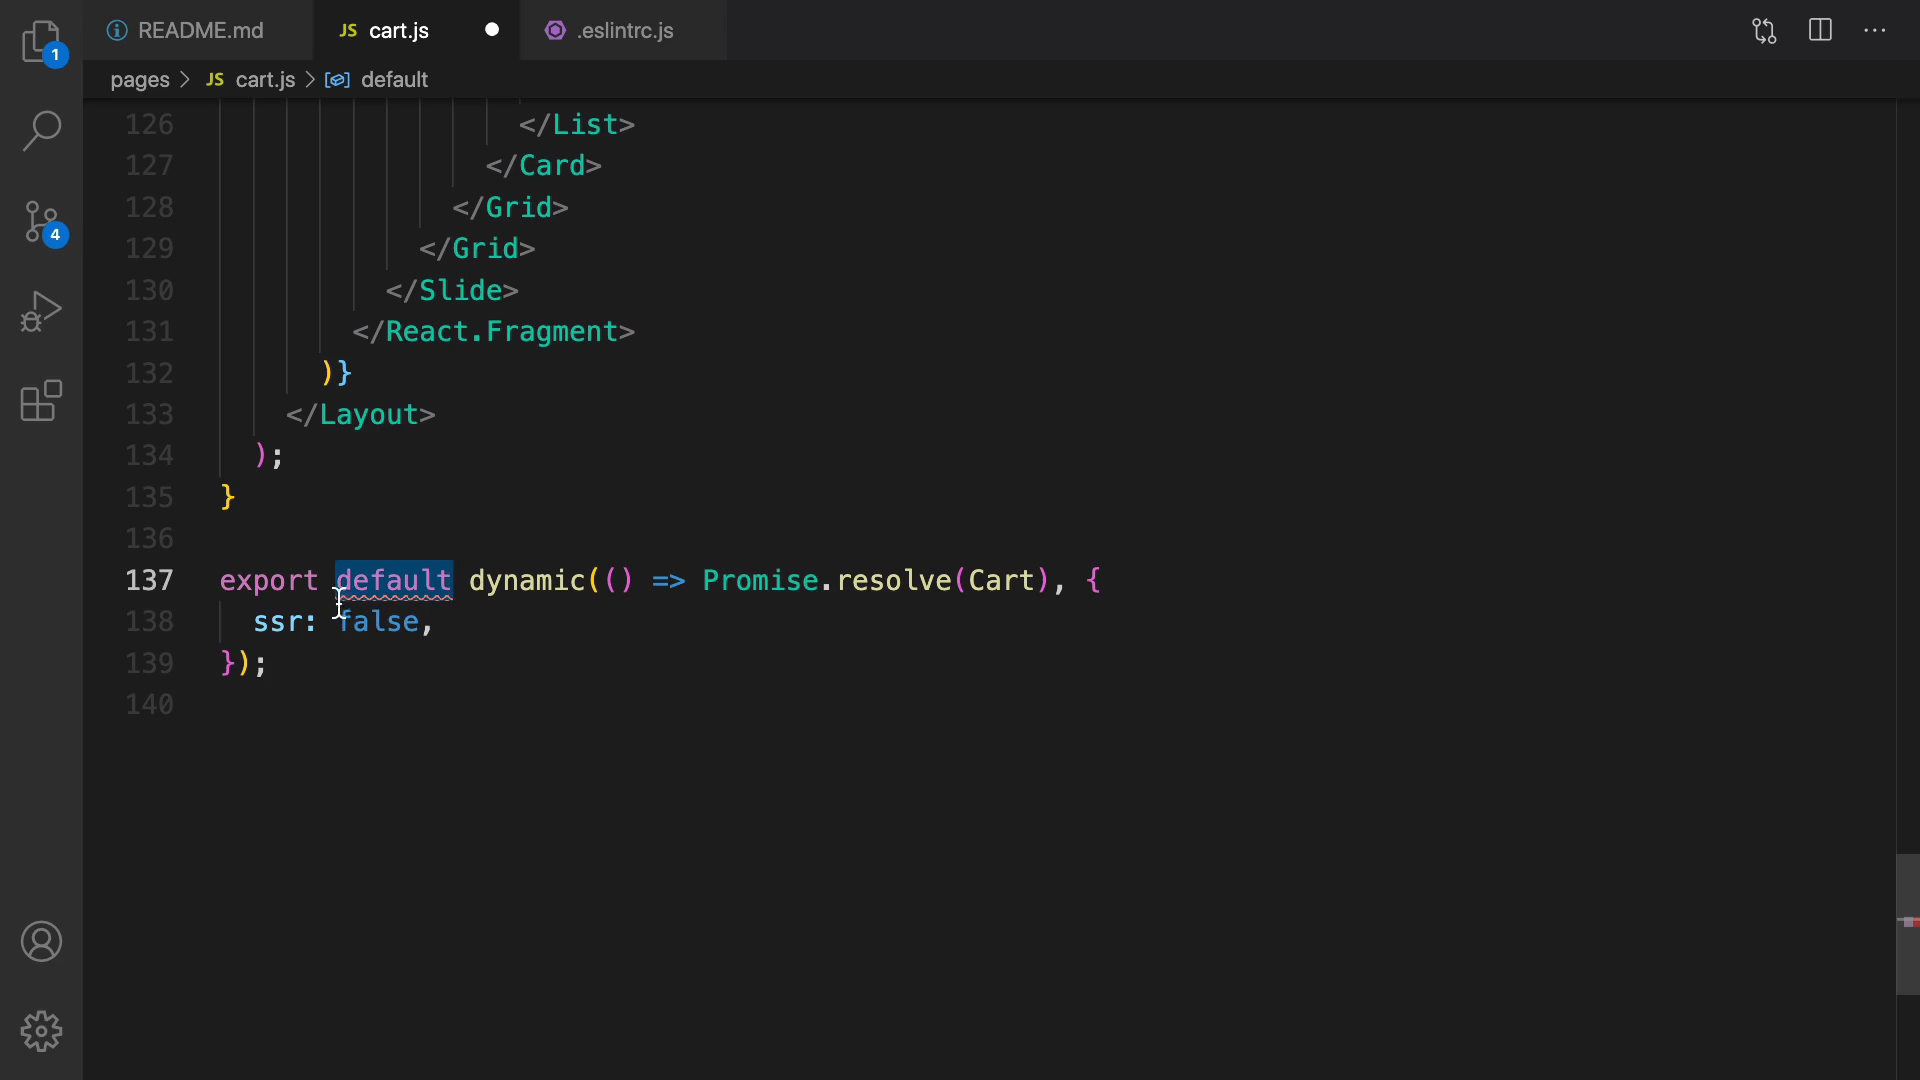 README.md
JS cart.js
.eslintrc.js
1
pages > JS cart.js > default
126 </List>
127 </Card>
128 </Grid>
4
129 </Grid>
130 </Slide>
131 </React.Fragment>
132 )}
133 </Layout>
134 );
135 }
136
137 export default dynamic(() => Promise.resolve(Cart), {
138 ssr: false,
139 });
140